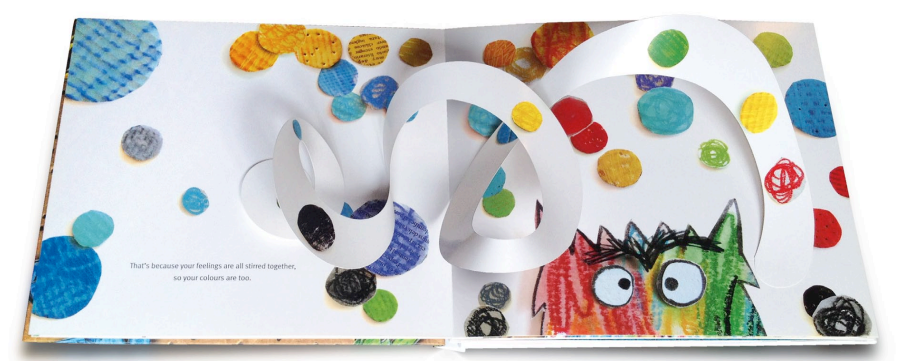 That's because your feelings are all stirred together,
so your colours are too.